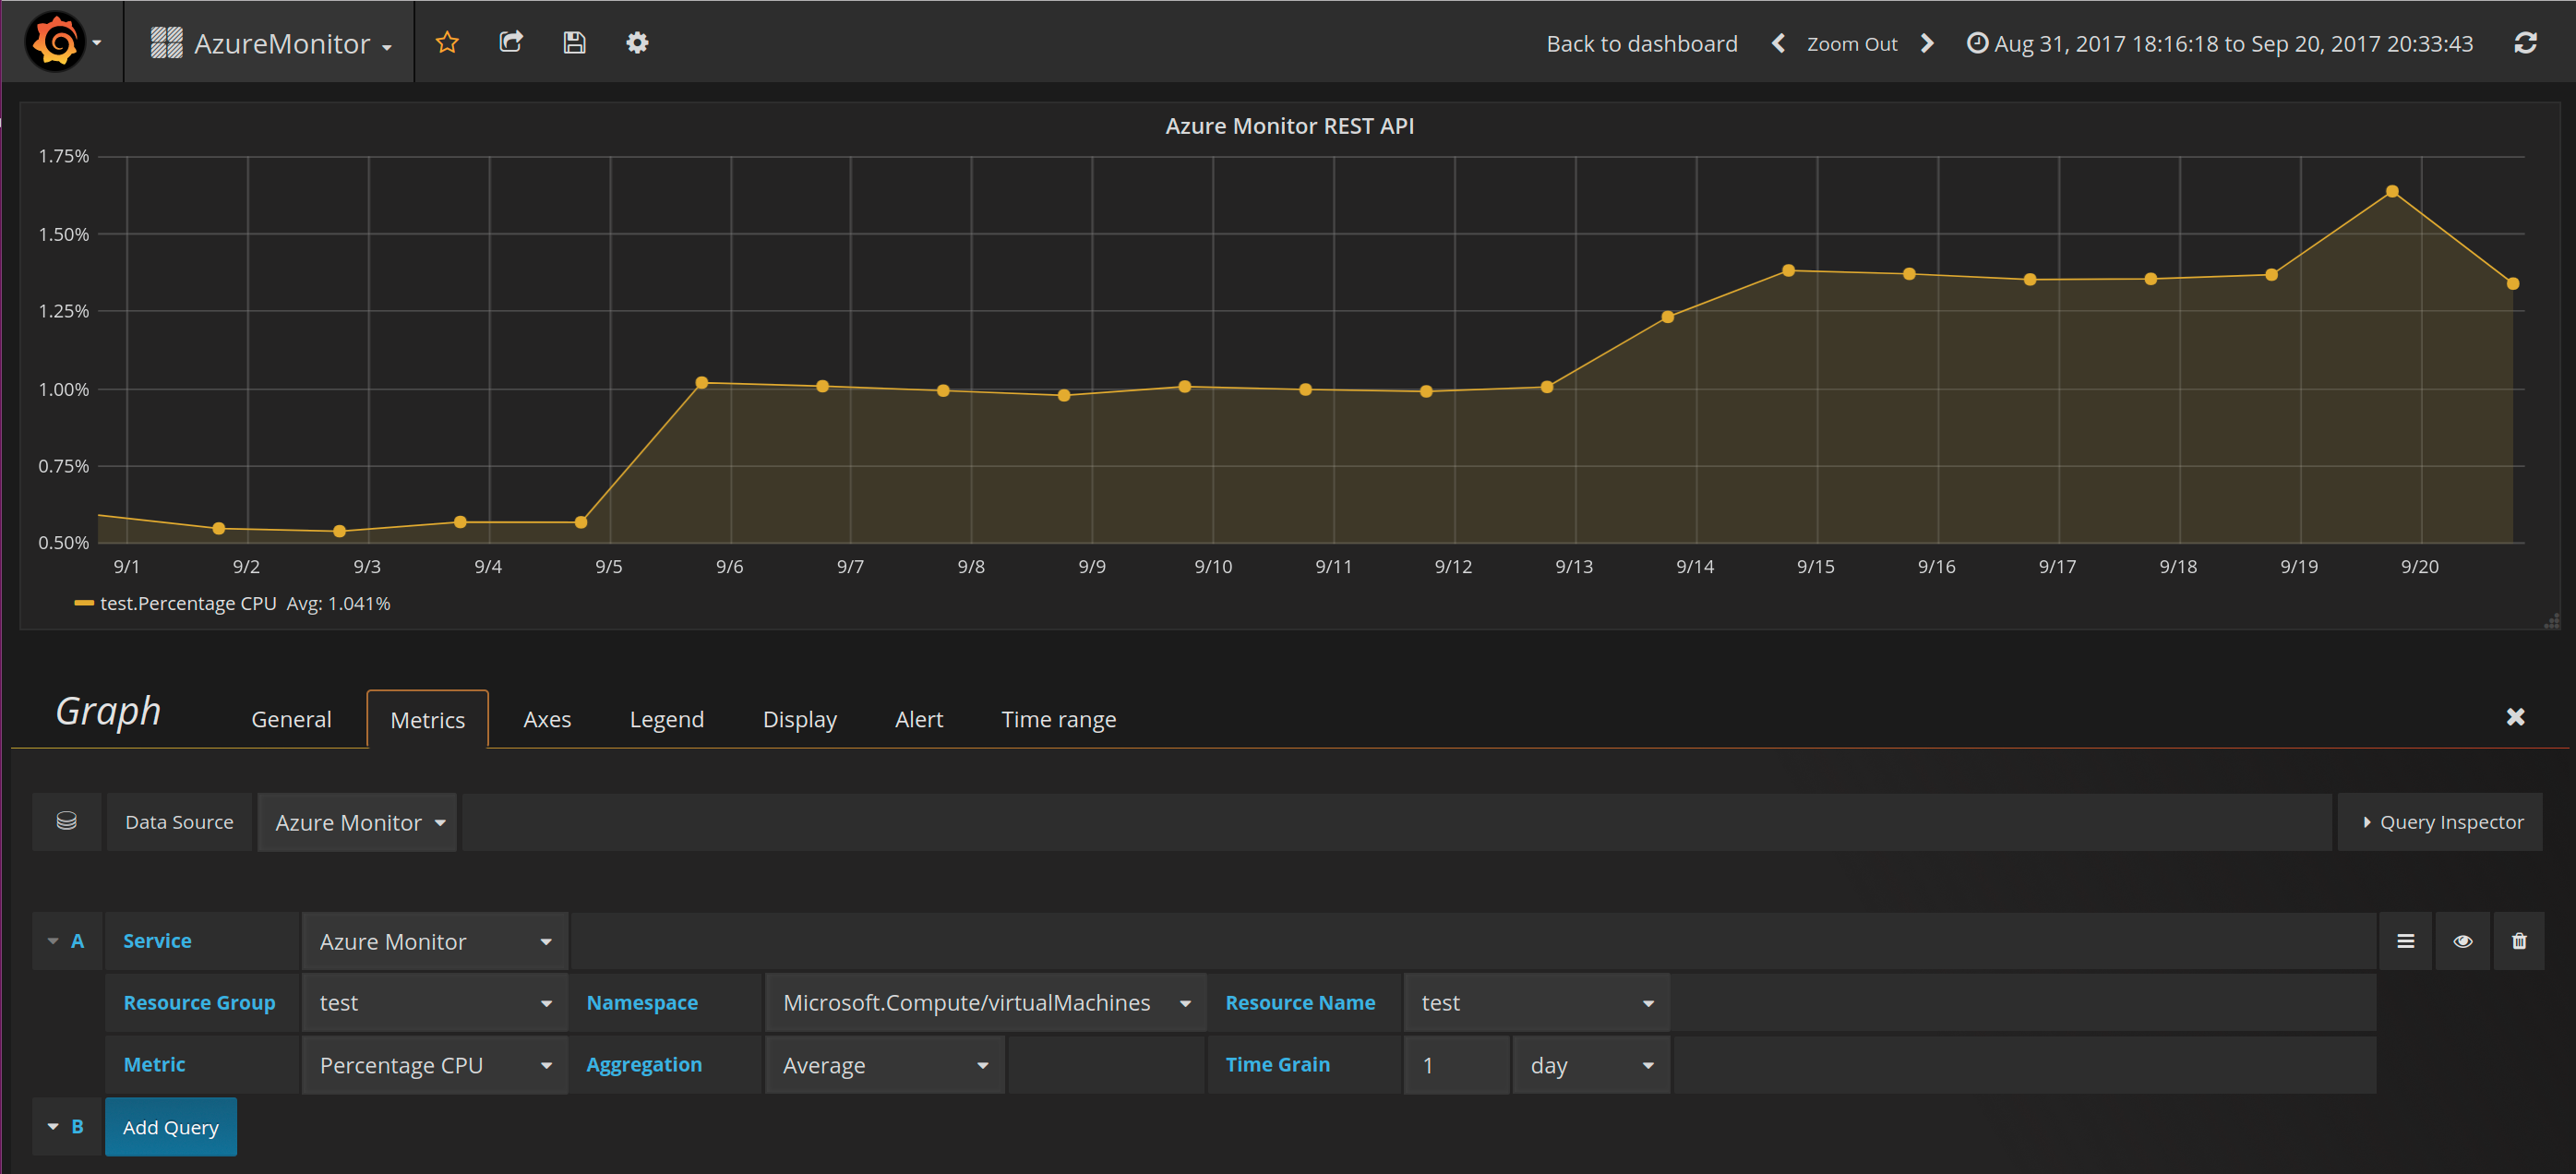 AzureMonitor
Back to dashboard Zoom Out Aug 31, 2017 18:16:18 to Sep 20, 2017 20:33:43
Azure Monitor REST API
1.75%
1.50%
1.25%
1.00%
0.75%
0.50%
9/1 9/2 9/3 9/4 9/5 9/6 9/7 9/8 9/9 9/10 9/11 9/12 9/13 9/14 9/15 9/16 9/17 9/18 9/19 9/20
test.Percentage CPU Avg: 1.041%
Graph General Metrics Axes Legend Display Alert Time range
Data Source Azure Monitor Query Inspector
A Service Azure Monitor
Resource Group test Namespace Microsoft.Compute/virtualMachines Resource Name test
Metric Percentage CPU Aggregation Average Time Grain 1 day
B Add Query